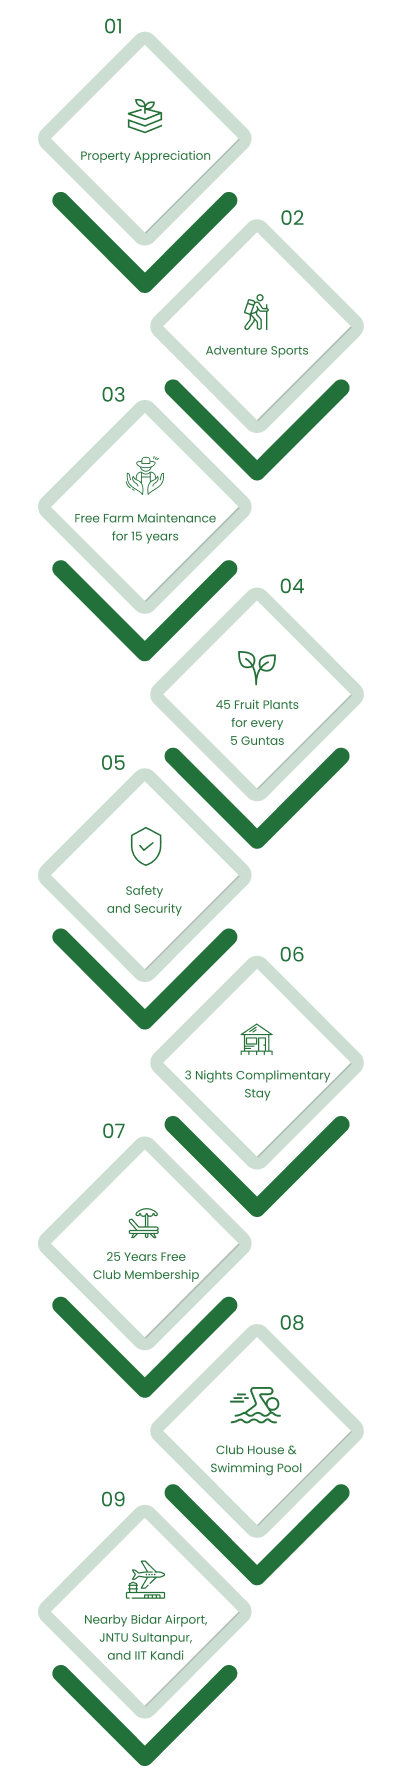 01
Property Appreciation
02
Adventure Sports
03
Free Farm Maintenance
for 15 years
04
45 Fruit Plants
for every
5 Guntas
05
Safety
and Security
06
3 Nights Complimentary
Stay
07
25 Years Free
Club Membership
08
Club House &
Swimming Pool
09
Nearby Bidar Airport,
JNTU Sultanpur,
and IIT Kandi